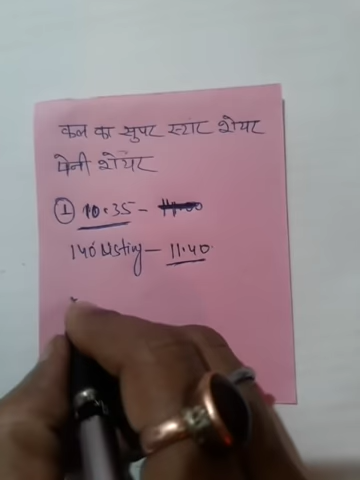 कल का सुपर स्टार शेयर
पेनी शेयर
① 10.35 - 11.00
140 Listing - 11.40